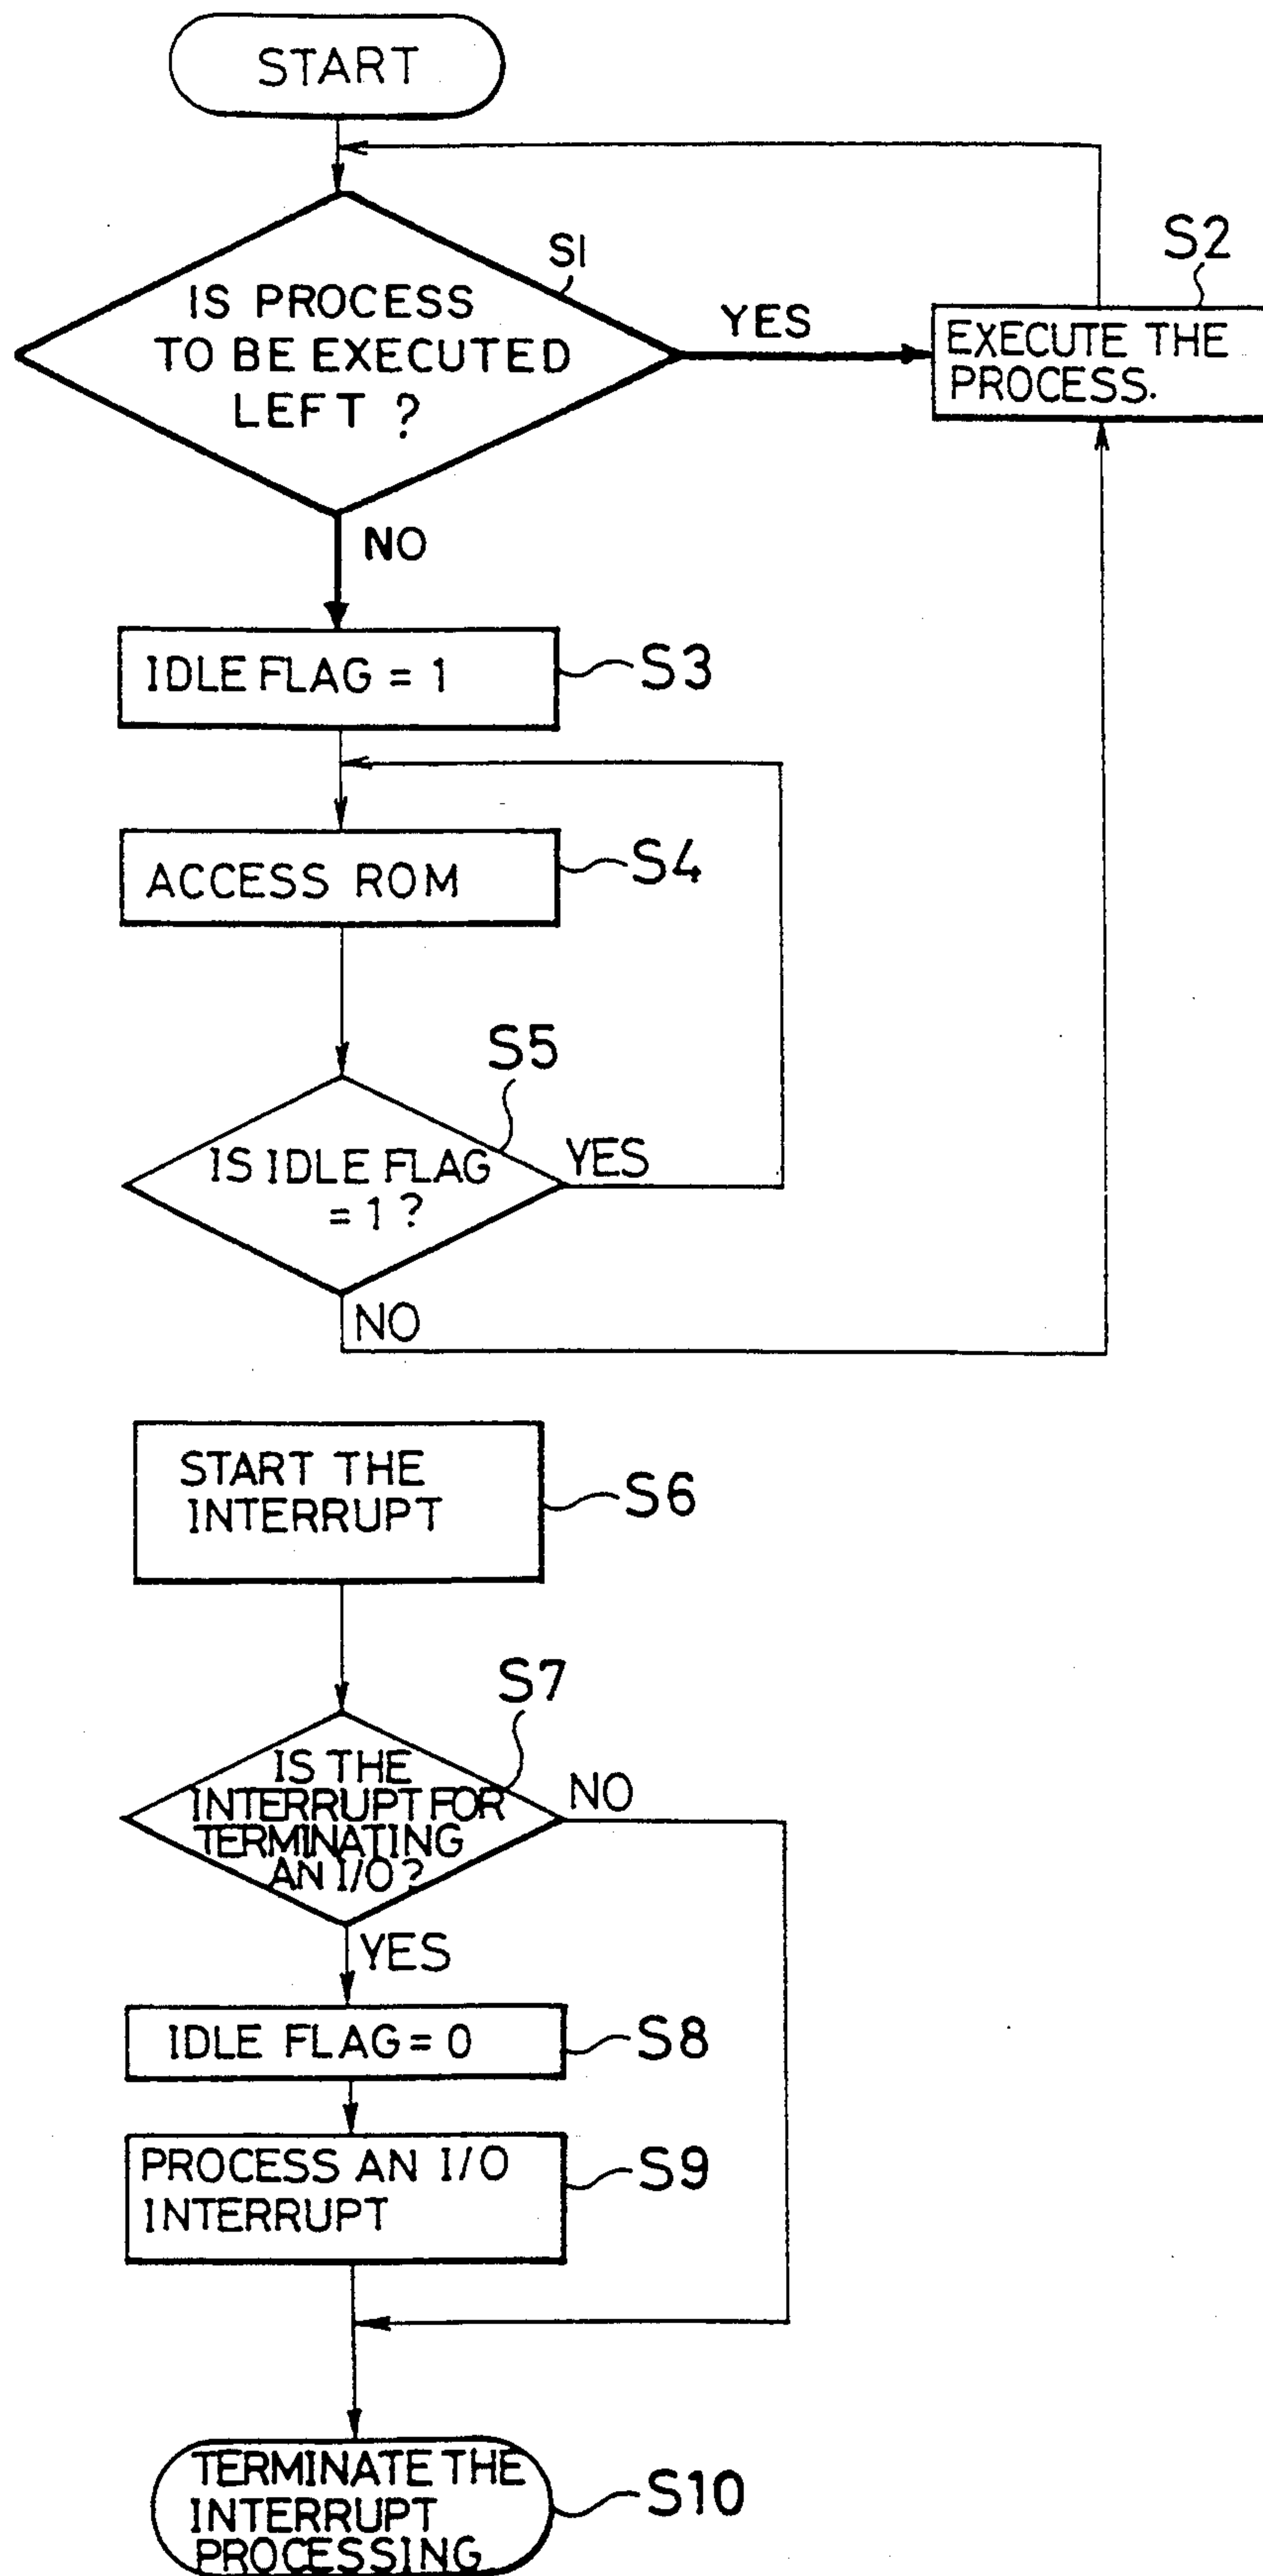 START
S1
IS PROCESS
TO BE EXECUTED
LEFT ?
YES
S2
EXECUTE THE
PROCESS.
NO
IDLE FLAG = 1
S3
ACCESS ROM
S4
S5
IS IDLE FLAG
= 1 ?
YES
NO
START THE
INTERRUPT
S6
S7
IS THE
INTERRUPT FOR
TERMINATING
AN I/O?
NO
YES
IDLE FLAG = 0
S8
PROCESS AN I/O
INTERRUPT
S9
TERMINATE THE
INTERRUPT
PROCESSING
S10